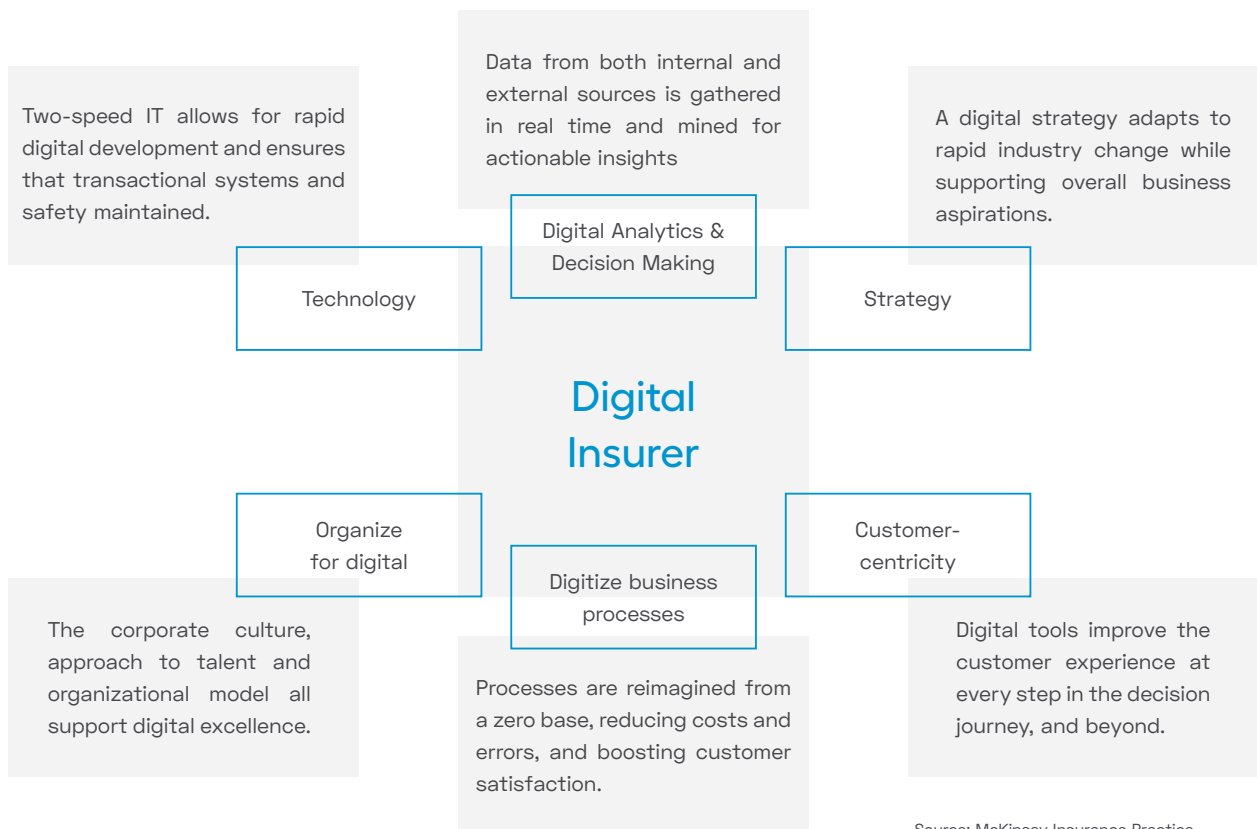 Two-speed IT allows for rapid
digital development and ensures
that transactional systems and
safety maintained.
Technology
Data from both internal and
external sources is gathered
in real time and mined for
actionable insights
Digital Analytics &
Decision Making
A digital strategy adapts to
rapid industry change while
supporting overall business
aspirations.
Strategy
Digital
Insurer
Organize
for digital
The corporate culture,
approach to talent and
organizational model all
support digital excellence.
Digitize business
processes
Processes are reimagined from
a zero base, reducing costs and
errors, and boosting customer
satisfaction.
Customer-
centricity
Digital tools improve the
customer experience at
every step in the decision
journey, and beyond.
Source: McKinsey Insurance Practice